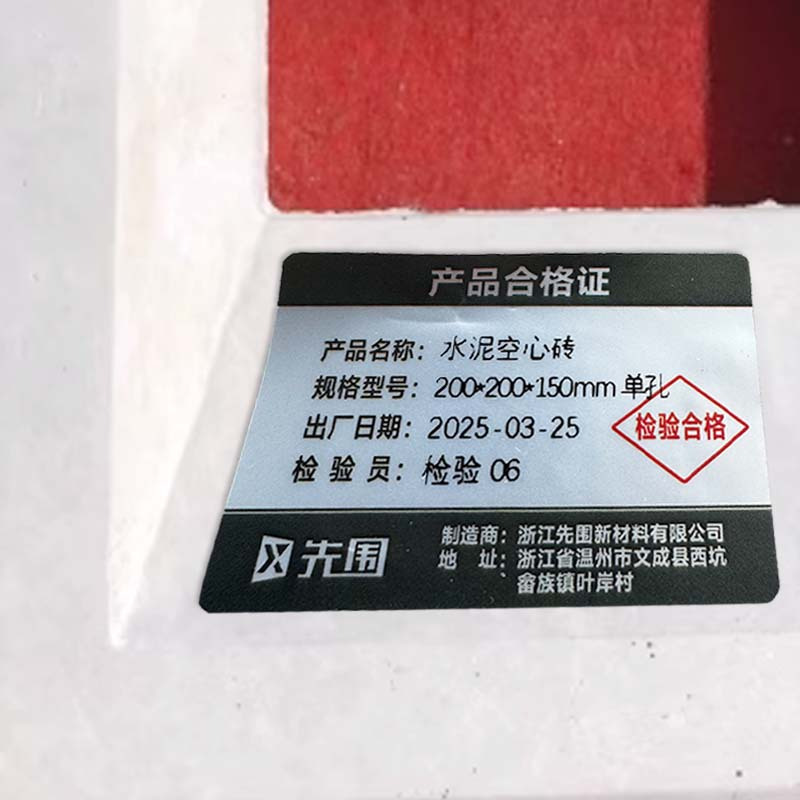 产品合格证
产品名称：水泥空心砖
规格型号：200*200*150mm 单孔
出厂日期：2025-03-25
检验员：检验 06
检验合格
先围
制造商：浙江先围新材料有限公司
地址：浙江省温州市文成县西坑
畲族镇叶岸村